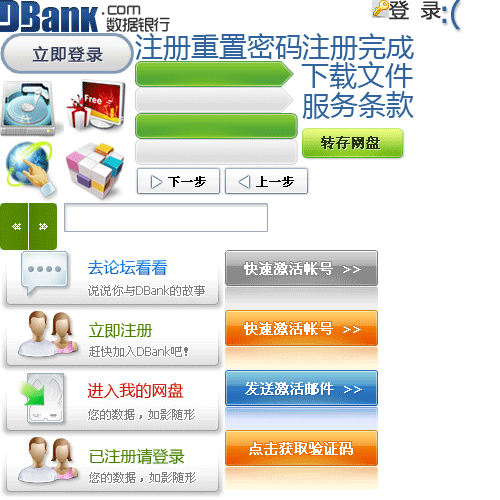 DBank.com
数据银行
登 录 :(
立即登录
注册重置密码注册完成
下载文件
服务条款
Free
转存网盘
下一步
上一步
«
»
去论坛看看
说说你与DBank的故事
快速激活帐号 >>
立即注册
赶快加入DBank吧!
快速激活帐号 >>
进入我的网盘
您的数据，如影随形
发送激活邮件 >>
已注册请登录
您的数据，如影随形
点击获取验证码